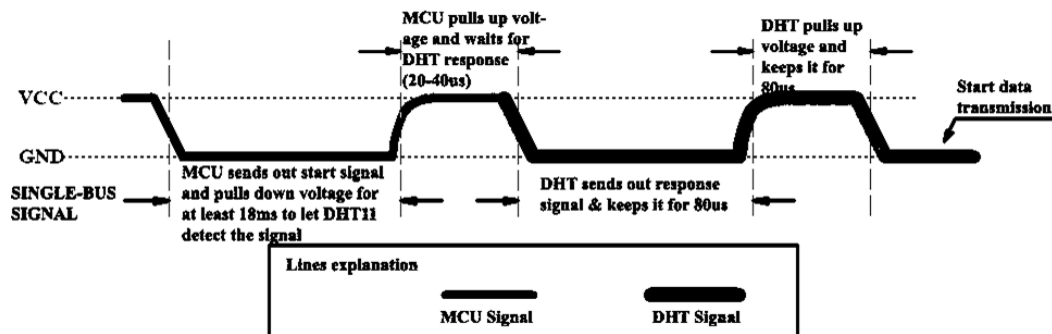 MCU pulls up volt-
age and waits for
DHT response
(20-40us)
DHT pulls up
voltage and
keeps it for
80us
VCC
Start data
transmission
GND
SINGLE-BUS
SIGNAL
MCU sends out start signal
and pulls down voltage for
at least 18ms to let DHT11
detect the signal
DHT sends out response
signal & keeps it for 80us
Lines explanation
MCU Signal
DHT Signal